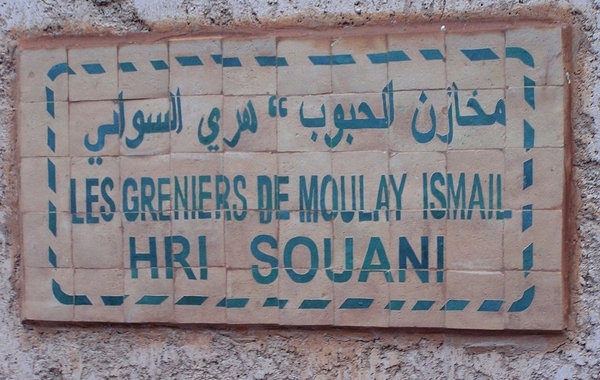 مخازن الحبوب “ هري السواني
LES GRENIERS DE MOULAY ISMAIL
HRI SOUANI